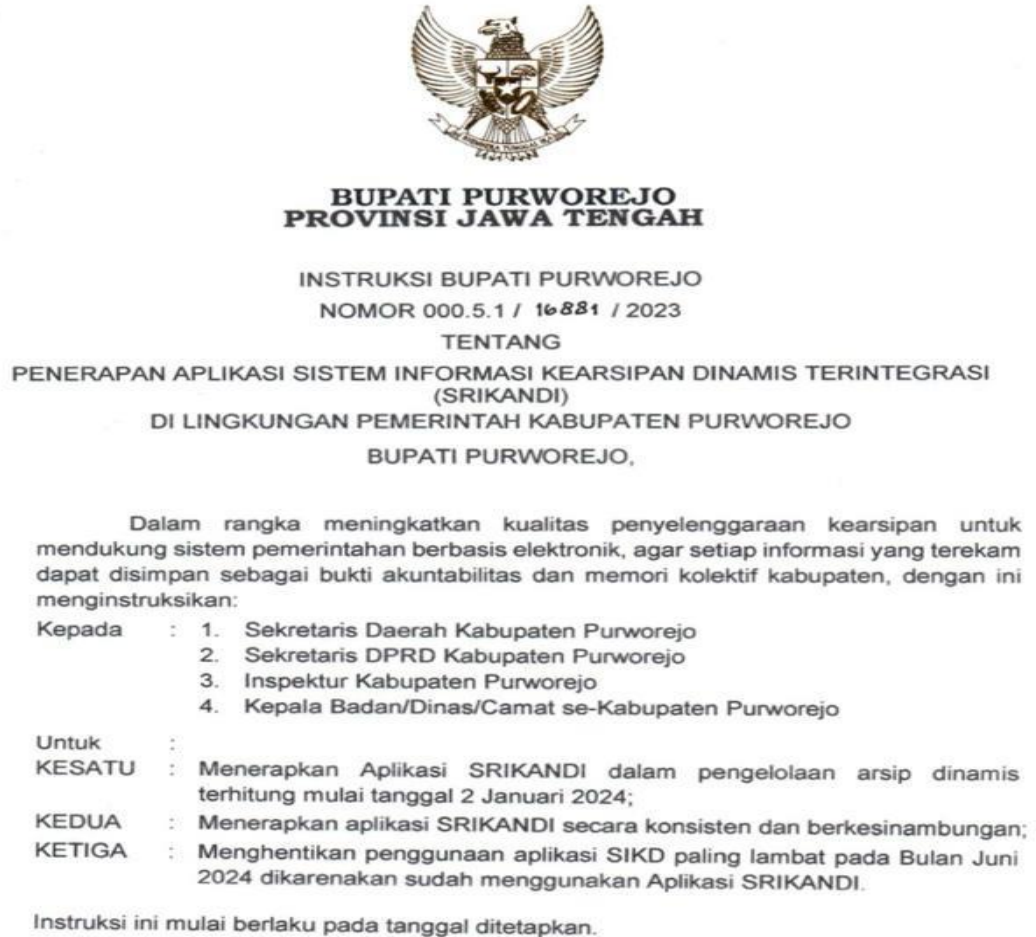 BUPATI PURWOREJO
PROVINSI JAWA TENGAH
INSTRUKSI BUPATI PURWOREJO
NOMOR 000.5.1 / 16881 / 2023
TENTANG
PENERAPAN APLIKASI SISTEM INFORMASI KEARSIPAN DINAMIS TERINTEGRASI
(SRIKANDI)
DI LINGKUNGAN PEMERINTAH KABUPATEN PURWOREJO
BUPATI PURWOREJO,
Dalam rangka meningkatkan kualitas penyelenggaraan kearsipan untuk
mendukung sistem pemerintahan berbasis elektronik, agar setiap informasi yang terekam
dapat disimpan sebagai bukti akuntabilitas dan memori kolektif kabupaten, dengan ini
menginstruksikan:
Kepada : 1. Sekretaris Daerah Kabupaten Purworejo
2. Sekretaris DPRD Kabupaten Purworejo
3. Inspektur Kabupaten Purworejo
4. Kepala Badan/Dinas/Camat se-Kabupaten Purworejo
Untuk :
KESATU : Menerapkan Aplikasi SRIKANDI dalam pengelolaan arsip dinamis
terhitung mulai tanggal 2 Januari 2024;
KEDUA : Menerapkan aplikasi SRIKANDI secara konsisten dan berkesinambungan;
KETIGA : Menghentikan penggunaan aplikasi SIKD paling lambat pada Bulan Juni
2024 dikarenakan sudah menggunakan Aplikasi SRIKANDI.
Instruksi ini mulai berlaku pada tanggal ditetapkan.